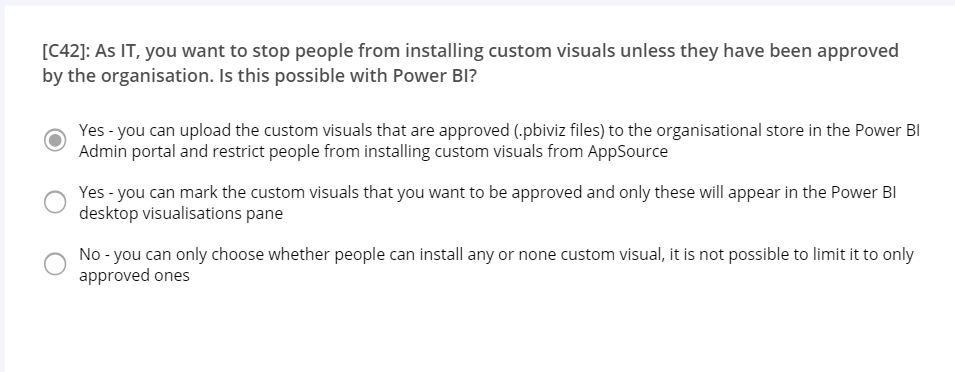 [C42]: As IT, you want to stop people from installing custom visuals unless they have been approved
by the organisation. Is this possible with Power BI?
Yes - you can upload the custom visuals that are approved (.pbiviz files) to the organisational store in the Power BI
Admin portal and restrict people from installing custom visuals from AppSource
Yes - you can mark the custom visuals that you want to be approved and only these will appear in the Power BI
desktop visualisations pane
No - you can only choose whether people can install any or none custom visual, it is not possible to limit it to only
approved ones